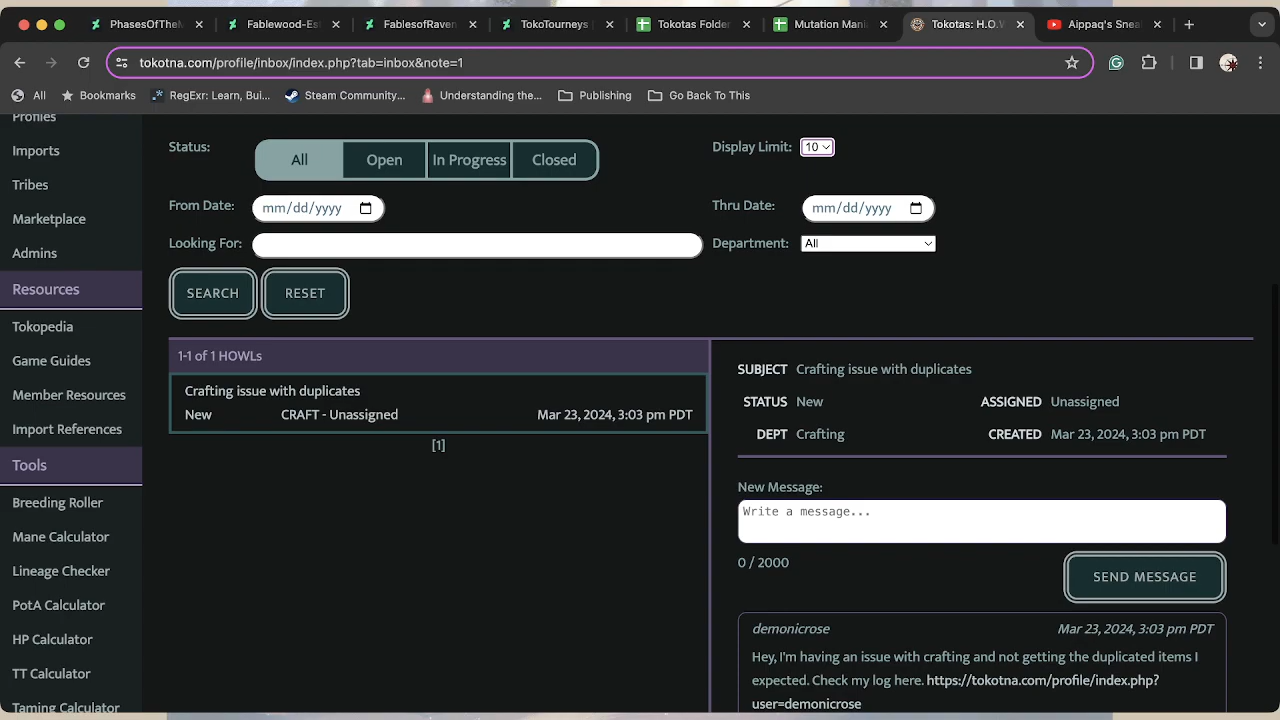 PhasesOfTheM
Fablewood-Es
FablesofRaven
TokoTourneys
Tokotas Folder
Mutation Mani
Tokotas: H.O.W
Aippaq's Sneal
tokotna.com/profile/inbox/index.php?tab=inbox&note=1
All
Bookmarks
RegExr: Learn, Bui...
Steam Community...
Understanding the...
Publishing
Go Back To This
Profiles
Imports
Tribes
Marketplace
Admins
Resources
Tokopedia
Game Guides
Member Resources
Import References
Tools
Breeding Roller
Mane Calculator
Lineage Checker
PotA Calculator
HP Calculator
TT Calculator
Taming Calculator
Status:
All
Open
In Progress
Closed
Display Limit:
10
From Date:
mm/dd/yyyy
Thru Date:
mm/dd/yyyy
Looking For:
Department:
All
SEARCH
RESET
1-1 of 1 HOWLs
Crafting issue with duplicates
New CRAFT - Unassigned Mar 23, 2024, 3:03 pm PDT
[1]
SUBJECT Crafting issue with duplicates
STATUS New ASSIGNED Unassigned
DEPT Crafting CREATED Mar 23, 2024, 3:03 pm PDT
New Message:
Write a message...
0 / 2000
SEND MESSAGE
demonicrose Mar 23, 2024, 3:03 pm PDT
Hey, I'm having an issue with crafting and not getting the duplicated items I
expected. Check my log here. https://tokotna.com/profile/index.php?
user=demonicrose